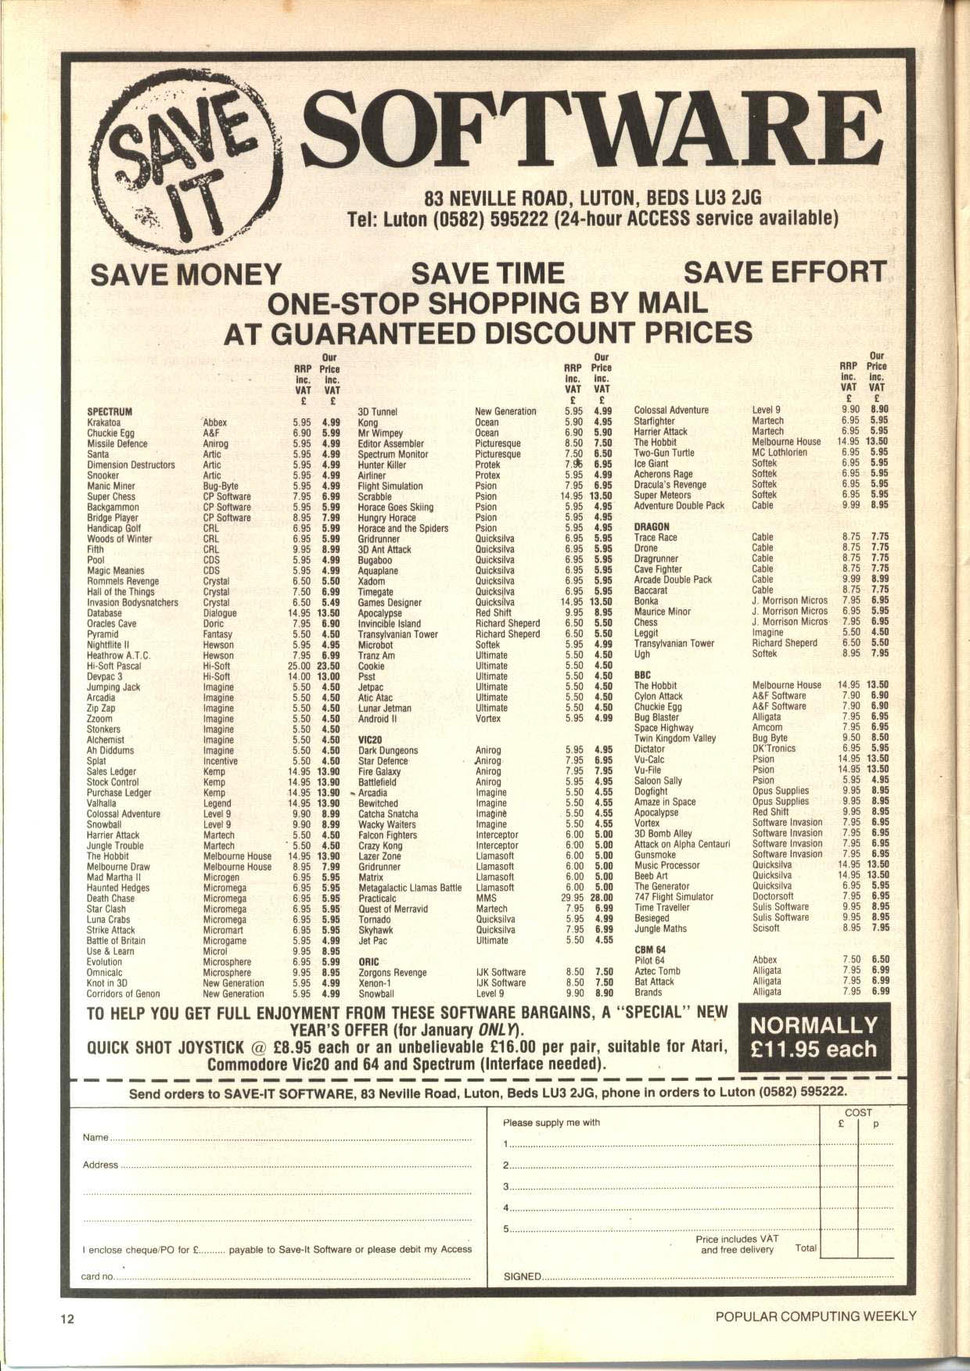 SAVE IT
SOFTWARE
83 NEVILLE ROAD, LUTON, BEDS LU3 2JG
Tel: Luton (0582) 595222 (24-hour ACCESS service available)
SAVE MONEY SAVE TIME SAVE EFFORT
ONE-STOP SHOPPING BY MAIL
AT GUARANTEED DISCOUNT PRICES
Our
RRP Price
inc. inc.
VAT VAT
£ £
SPECTRUM
Krakatoa Abbex 5.95 4.99
Chuckie Egg A&F 6.90 5.99
Missile Defence Anirog 5.95 4.99
Santa Artic 5.95 4.99
Dimension Destructors Artic 5.95 4.99
Snooker Artic 5.95 4.99
Manic Miner Bug-Byte 5.95 4.99
Super Chess CP Software 7.95 6.99
Backgammon CP Software 5.95 5.99
Bridge Player CP Software 8.95 7.99
Handicap Golf CRL 6.95 5.99
Woods of Winter CRL 6.95 5.99
Fifth CRL 9.95 8.99
Pool CDS 5.95 4.99
Magic Meanies CDS 5.95 4.99
Rommels Revenge Crystal 6.50 5.50
Hall of the Things Crystal 7.50 6.99
Invasion Bodysnatchers Crystal 6.50 5.49
Database Dialogue 14.95 13.50
Oracles Cave Doric 7.95 6.90
Pyramid Fantasy 5.50 4.50
Nightflite II Hewson 5.95 4.95
Heathrow A.T.C. Hewson 7.95 6.99
Hi-Soft Pascal Hi-Soft 25.00 23.50
Devpac 3 Hi-Soft 14.00 13.00
Jumping Jack Imagine 5.50 4.50
Arcadia Imagine 5.50 4.50
Zip Zap Imagine 5.50 4.50
Zzoom Imagine 5.50 4.50
Stonkers Imagine 5.50 4.50
Alchemist Imagine 5.50 4.50
Ah Diddums Imagine 5.50 4.50
Splat Incentive 5.50 4.50
Sales Ledger Kemp 14.95 13.90
Stock Control Kemp 14.95 13.90
Purchase Ledger Kemp 14.95 13.90
Valhalla Legend 14.95 13.90
Colossal Adventure Level 9 9.90 8.99
Snowball Level 9 9.90 8.99
Harrier Attack Martech 5.50 4.50
Jungle Trouble Martech 5.50 4.50
The Hobbit Melbourne House 14.95 13.90
Melbourne Draw Melbourne House 8.95 7.99
Mad Martha II Microgen 6.95 5.95
Haunted Hedges Micromega 6.95 5.95
Death Chase Micromega 6.95 5.95
Star Clash Micromega 6.95 5.95
Luna Crabs Micromega 6.95 5.95
Strike Attack Micromart 6.95 5.95
Battle of Britain Microgame 5.95 4.99
Use & Learn Microl 9.95 8.95
Evolution Microsphere 6.95 5.99
Omnicalc Microsphere 9.95 8.95
Knot in 3D New Generation 5.95 4.99
Corridors of Genon New Generation 5.95 4.99
Our
RRP Price
inc. inc.
VAT VAT
£ £
3D Tunnel New Generation 5.95 4.99
Kong Ocean 5.90 4.95
Mr Wimpey Ocean 6.90 5.90
Editor Assembler Picturesque 8.50 7.50
Spectrum Monitor Picturesque 7.50 6.50
Hunter Killer Protek 7.95 6.95
Airliner Protex 5.95 4.99
Flight Simulation Psion 7.95 6.95
Scrabble Psion 14.95 13.50
Horace Goes Skiing Psion 5.95 4.95
Hungry Horace Psion 5.95 4.95
Horace and the Spiders Psion 5.95 4.95
Gridrunner Quicksilva 6.95 5.95
3D Ant Attack Quicksilva 6.95 5.95
Bugaboo Quicksilva 6.95 5.95
Aquaplane Quicksilva 6.95 5.95
Xadom Quicksilva 6.95 5.95
Timegate Quicksilva 6.95 5.95
Games Designer Quicksilva 14.95 13.50
Apocalypse Red Shift 9.95 8.95
Invincible Island Richard Sheperd 6.50 5.50
Transylvanian Tower Richard Sheperd 6.50 5.50
Microbot Softek 5.95 4.99
Tranz Am Ultimate 5.50 4.50
Cookie Ultimate 5.50 4.50
Psst Ultimate 5.50 4.50
Jetpac Ultimate 5.50 4.50
Atic Atac Ultimate 5.50 4.50
Lunar Jetman Ultimate 5.50 4.50
Android II Vortex 5.95 4.99
VIC20
Dark Dungeons Anirog 5.95 4.95
Star Defence Anirog 7.95 6.95
Fire Galaxy Anirog 7.95 7.95
Battlefield Anirog 5.95 4.95
Arcadia Imagine 5.50 4.55
Bewitched Imagine 5.50 4.55
Catcha Snatcha Imagine 5.50 4.55
Wacky Waiters Imagine 5.50 4.55
Falcon Fighters Interceptor 6.00 5.00
Crazy Kong Interceptor 6.00 5.00
Lazer Zone Llamasoft 6.00 5.00
Gridrunner Llamasoft 6.00 5.00
Matrix Llamasoft 6.00 5.00
Metagalactic Llamas Battle Llamasoft 6.00 5.00
Practicalc MMS 29.95 28.00
Quest of Merravid Martech 7.95 6.99
Tornado Quicksilva 5.95 4.99
Skyhawk Quicksilva 7.95 6.99
Jet Pac Ultimate 5.50 4.55
ORIC
Zorgons Revenge IJK Software 8.50 7.50
Xenon-1 IJK Software 8.50 7.50
Snowball Level 9 9.90 8.90
Our
RRP Price
inc. inc.
VAT VAT
£ £
Colossal Adventure Level 9 9.90 8.90
Starfighter Martech 6.95 5.95
Harrier Attack Martech 6.95 5.95
The Hobbit Melbourne House 14.95 13.50
Two-Gun Turtle MC Lothlorien 6.95 5.95
Ice Giant Softek 6.95 5.95
Acherons Rage Softek 6.95 5.95
Dracula's Revenge Softek 6.95 5.95
Super Meteors Softek 6.95 5.95
Adventure Double Pack Cable 9.99 8.95
DRAGON
Trace Race Cable 8.75 7.75
Drone Cable 8.75 7.75
Dragrunner Cable 8.75 7.75
Cave Fighter Cable 8.75 7.75
Arcade Double Pack Cable 9.99 8.99
Baccarat Cable 8.75 7.75
Bonka J. Morrison Micros 7.95 6.95
Maurice Minor J. Morrison Micros 6.95 5.95
Chess J. Morrison Micros 7.95 6.95
Leggit Imagine 5.50 4.50
Transylvanian Tower Richard Sheperd 6.50 5.50
Ugh Softek 8.95 7.95
BBC
The Hobbit Melbourne House 14.95 13.50
Cylon Attack A&F Software 7.90 6.90
Chuckie Egg A&F Software 7.90 6.90
Bug Blaster Alligata 7.95 6.95
Space Highway Amcom 7.95 6.95
Twin Kingdom Valley Bug Byte 9.50 8.50
Dictator DK'Tronics 6.95 5.95
Vu-Calc Psion 14.95 13.50
Vu-File Psion 14.95 13.50
Saloon Sally Psion 5.95 4.95
Dogfight Opus Supplies 9.95 8.95
Amaze in Space Opus Supplies 9.95 8.95
Apocalypse Red Shift 9.95 8.95
Vortex Software Invasion 7.95 6.95
3D Bomb Alley Software Invasion 7.95 6.95
Attack on Alpha Centauri Software Invasion 7.95 6.95
Gunsmoke Software Invasion 7.95 6.95
Music Processor Quicksilva 14.95 13.50
Beeb Art Quicksilva 14.95 13.50
The Generator Quicksilva 6.95 5.95
747 Flight Simulator Doctorsoft 7.95 6.95
Time Traveller Sulis Software 9.95 8.95
Besieged Sulis Software 9.95 8.95
Jungle Maths Scisoft 8.95 7.95
CBM 64
Pilot 64 Abbex 7.50 6.50
Aztec Tomb Alligata 7.95 6.99
Bat Attack Alligata 7.95 6.99
Brands Alligata 7.95 6.99
TO HELP YOU GET FULL ENJOYMENT FROM THESE SOFTWARE BARGAINS, A "SPECIAL" NEW
YEAR'S OFFER (for January ONLY).
QUICK SHOT JOYSTICK @ £8.95 each or an unbelievable £16.00 per pair, suitable for Atari,
Commodore Vic20 and 64 and Spectrum (Interface needed).
NORMALLY
£11.95 each
Send orders to SAVE-IT SOFTWARE, 83 Neville Road, Luton, Beds LU3 2JG, phone in orders to Luton (0582) 595222.
Name
Address
I enclose cheque/PO for £.......... payable to Save-It Software or please debit my Access
card no.
Please supply me with
COST
£ p
1
2
3
4
5
Price includes VAT
and free delivery Total
SIGNED
12
POPULAR COMPUTING WEEKLY